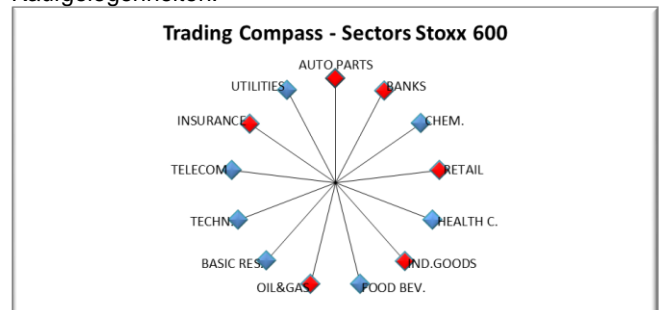 Kaufgelegenheiten.
Trading Compass - Sectors Stoxx 600
AUTO PARTS
UTILITIES
BANKS
INSURANCE
CHEM.
TELECOM
RETAIL
TECHN.
HEALTH C.
BASIC RES.
IND.GOODS
OIL&GAS
FOOD BEV.